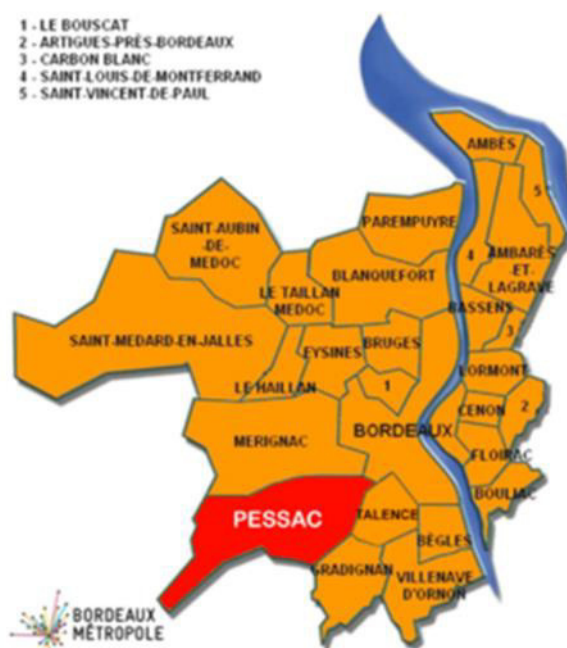 1 - LE BOUSCAT
2 - ARTIGUES-PRÈS-BORDEAUX
3 - CARBON BLANC
4 - SAINT-LOUIS-DE-MONTFERRAND
5 - SAINT-VINCENT-DE-PAUL
AMBÈS
5
SAINT-AUBIN
-DE-
MEDOC
PAREMPUYRE
4
AMBARÈS
-ET-
LAGRAVE
BLANQUEFORT
LE TAILLAN
MEDOC
BASSENS
3
SAINT-MEDARD-EN-JALLES
EYSINES
BRUGES
LORMONT
LE HAILLAN
1
CENON
2
MERIGNAC
BORDEAUX
FLOIRAC
BOULIAC
PESSAC
TALENCE
BÈGLES
GRADIGNAN
VILLENAVE
D'ORNON
BORDEAUX
MÉTROPOLE